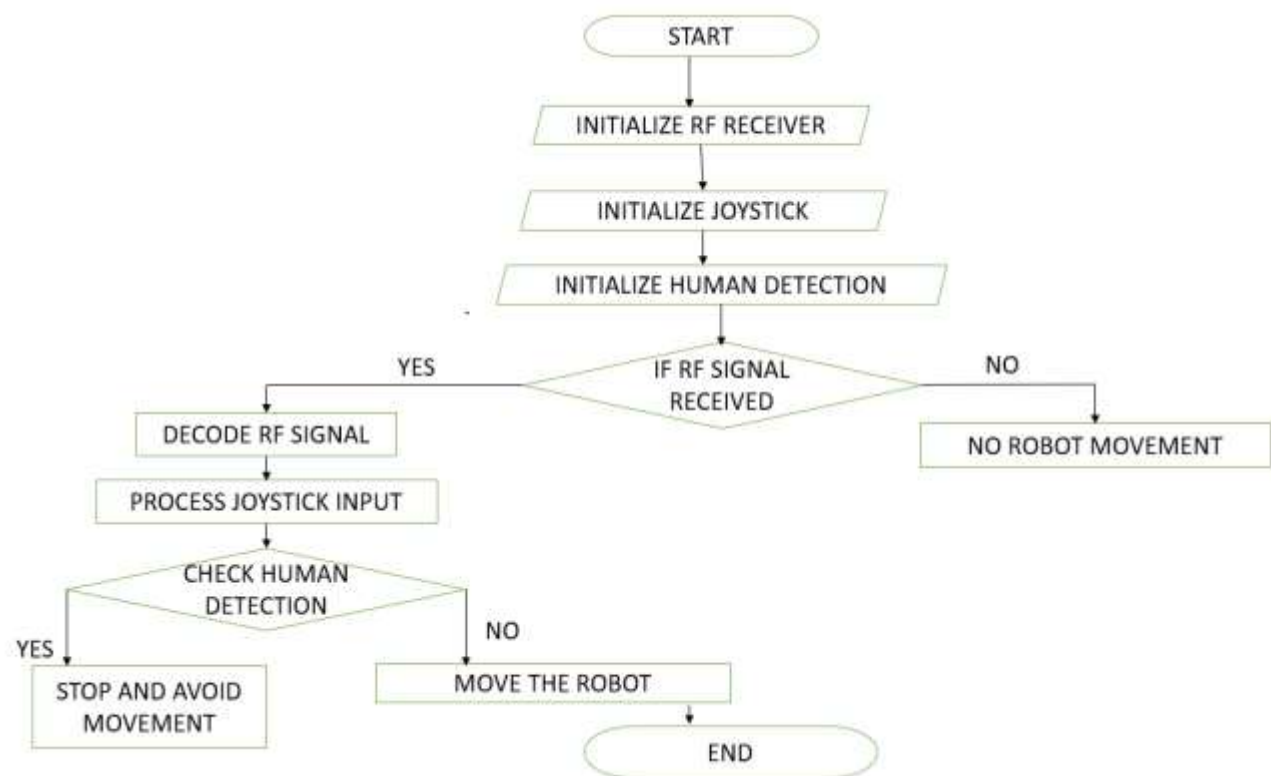 START
INITIALIZE RF RECEIVER
INITIALIZE JOYSTICK
INITIALIZE HUMAN DETECTION
IF RF SIGNAL
RECEIVED
YES
NO
DECODE RF SIGNAL
NO ROBOT MOVEMENT
PROCESS JOYSTICK INPUT
CHECK HUMAN
DETECTION
YES
NO
STOP AND AVOID
MOVEMENT
MOVE THE ROBOT
END